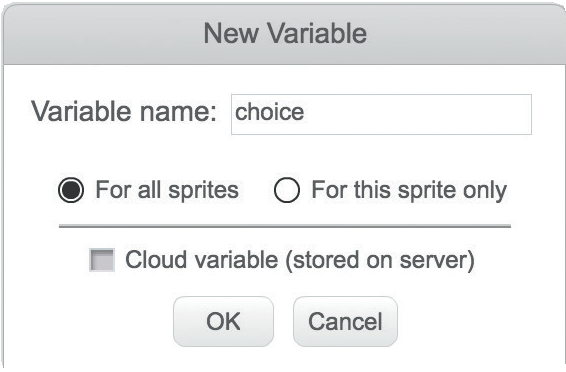 New Variable
Variable name: choice
For all sprites For this sprite only
Cloud variable (stored on server)
OK Cancel